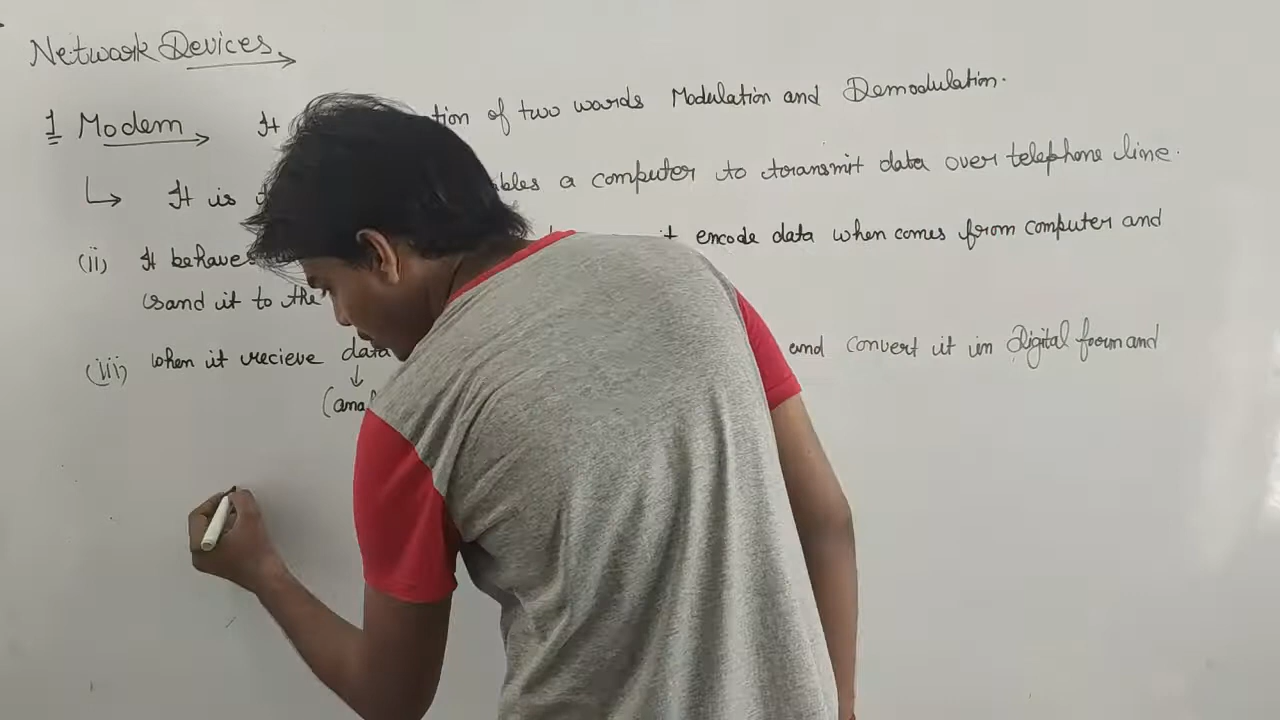 Network Devices
1 Modem It tion of two words Modulation and Demodulation.
It is bles a computer to transmit data over telephone line.
(ii) It behaves encode data when comes from computer and
sand it to the
(iii) When it recieve data and convert it in Digital form and
(ana